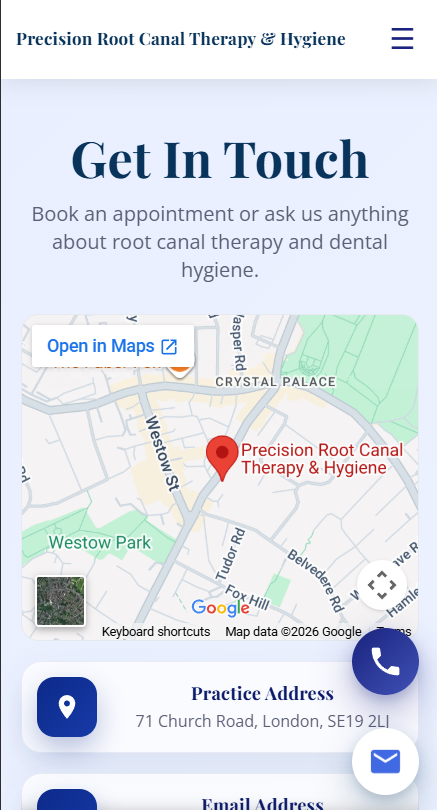 Precision Root Canal Therapy & Hygiene
Get In Touch
Book an appointment or ask us anything
about root canal therapy and dental
hygiene.
Open in Maps
asper Rd
CRYSTAL PALACE
Westow St
Precision Root Canal
Therapy & Hygiene
Westow Park
Tudor Rd
Belvedere Rd
Fox Hill
Google
Keyboard shortcuts
Map data ©2026 Google
Terms
Practice Address
71 Church Road, London, SE19 2LJ
Email Address